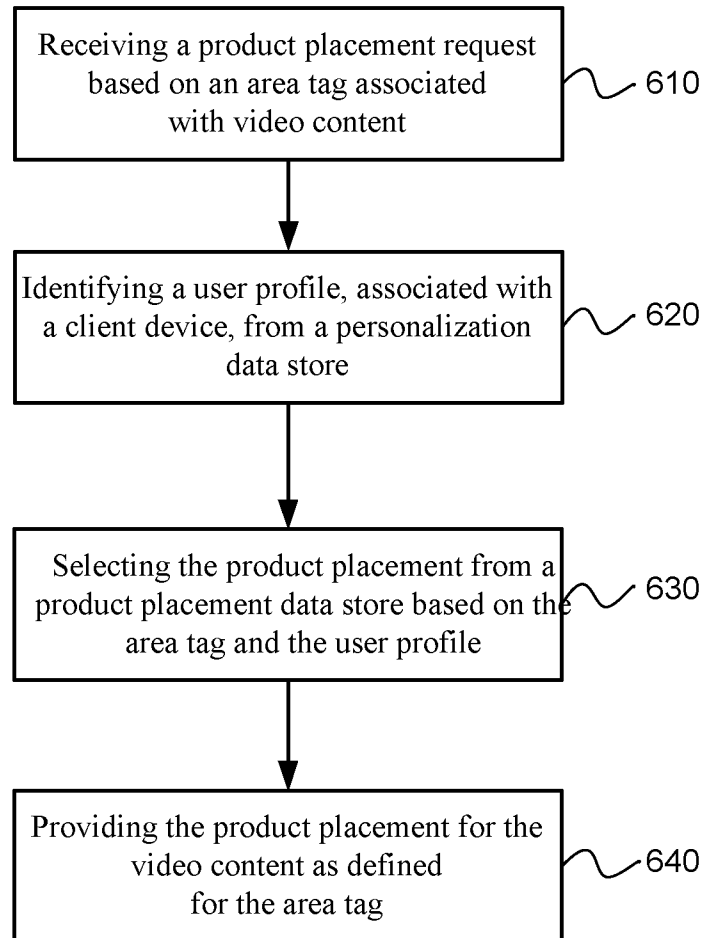 Receiving a product placement request
based on an area tag associated
with video content
610
Identifying a user profile, associated with
a client device, from a personalization
data store
620
Selecting the product placement from a
product placement data store based on the
area tag and the user profile
630
Providing the product placement for the
video content as defined
for the area tag
640